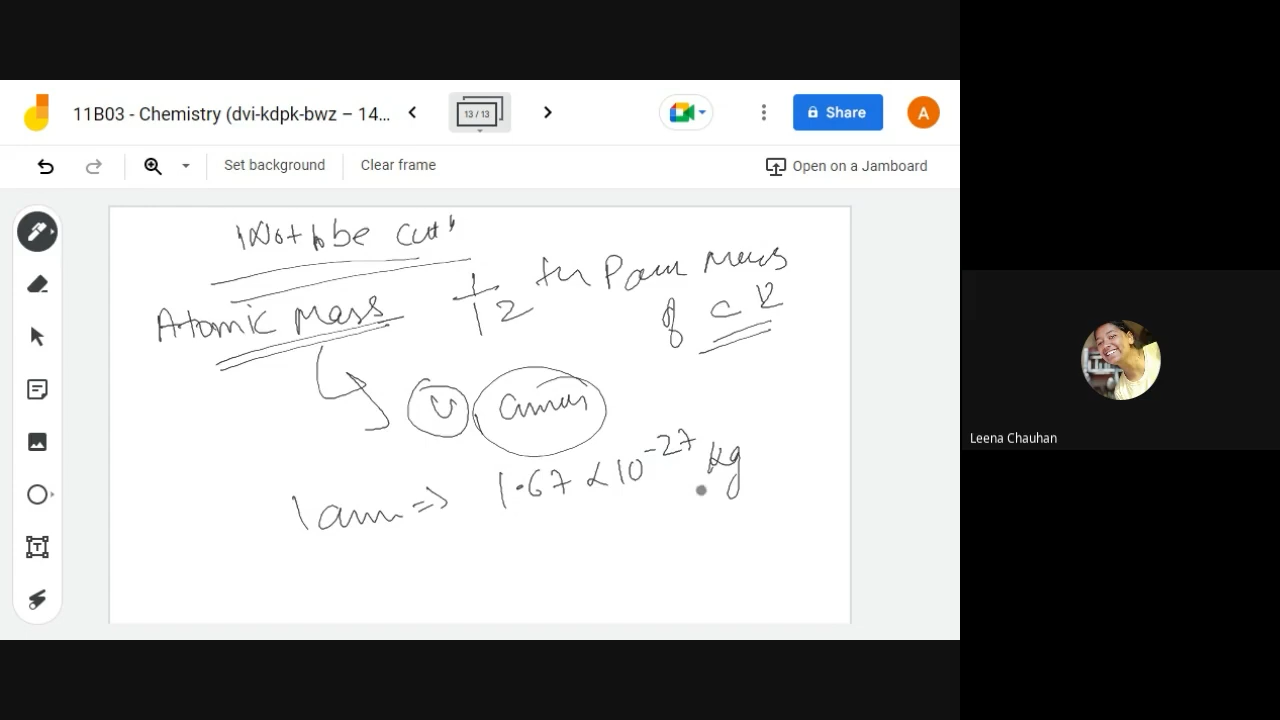 11B03 - Chemistry (dvi-kdpk-bwz – 14...
13 / 13
Share
A
Set background
Clear frame
Open on a Jamboard
'Not to be cut'
Atomic Mass 1/12 th Part Mass
of C 12
U amu
1 amu => 1.67 × 10-27 kg
T
Leena Chauhan